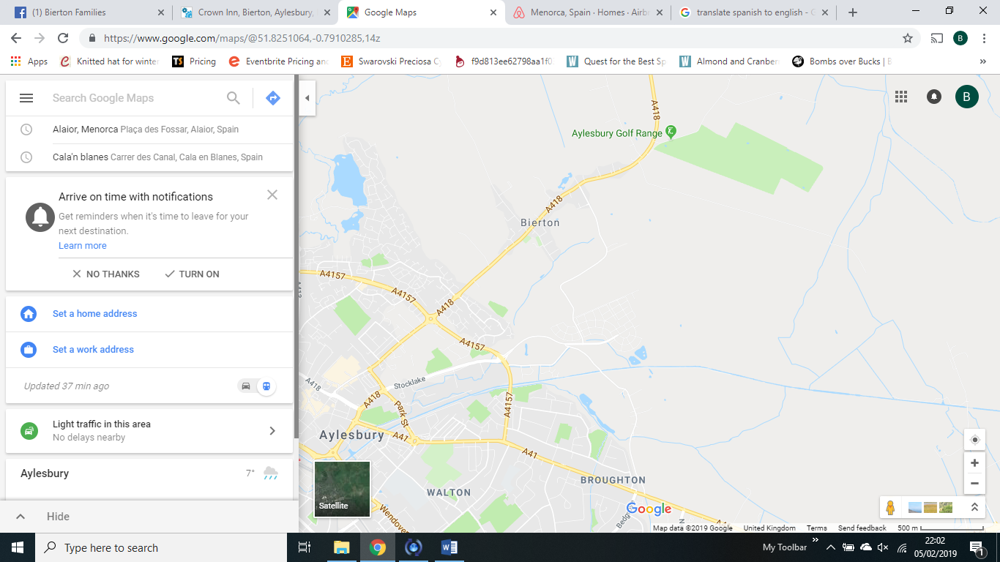 (1) Bierton Families
Crown Inn, Bierton, Aylesbury,
Google Maps
Menorca, Spain · Homes · Airb
translate spanish to english - G
https://www.google.com/maps/@51.8251064,-0.7910285,14z
B
Apps
Knitted hat for winter
TS
Pricing
Eventbrite Pricing an
Swarovski Preciosa C
f9d813ee62798aa1f0
Quest for the Best Sp
Almond and Cranber
Bombs over Bucks | B
Search Google Maps
Alaior, Menorca Plaça des Fossar, Alaior, Spain
Cala'n blanes Carrer des Canal, Cala en Blanes, Spain
Arrive on time with notifications
Get reminders when it's time to leave for your
next destination.
Learn more
NO THANKS
TURN ON
Set a home address
Set a work address
Updated 37 min ago
Light traffic in this area
No delays nearby
Aylesbury
7°
Hide
A418
Aylesbury Golf Range
B
A418
Bierton
A4157
A4157
A418
A4157
A418
Stocklake
A418
Park St
A4157
Aylesbury
A41
A41
BROUGHTON
WALTON
Satellite
Wendover
Google
A41
Map data ©2019 Google
United Kingdom
Terms
Send feedback
500 m
Type here to search
My Toolbar
22:02
05/02/2019
1